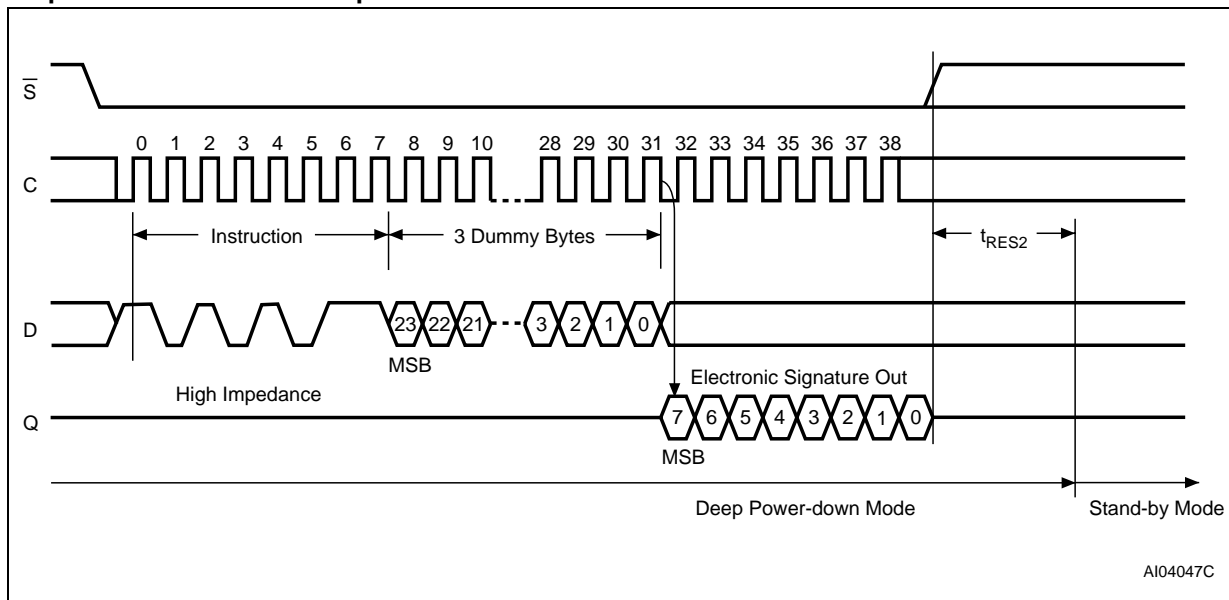 S
0 1 2 3 4 5 6 7 8 9 10 28 29 30 31 32 33 34 35 36 37 38
C
Instruction 3 Dummy Bytes tRES2
D 23 22 21 3 2 1 0
MSB
High Impedance Electronic Signature Out
Q 7 6 5 4 3 2 1 0
MSB
Deep Power-down Mode Stand-by Mode
AI04047C